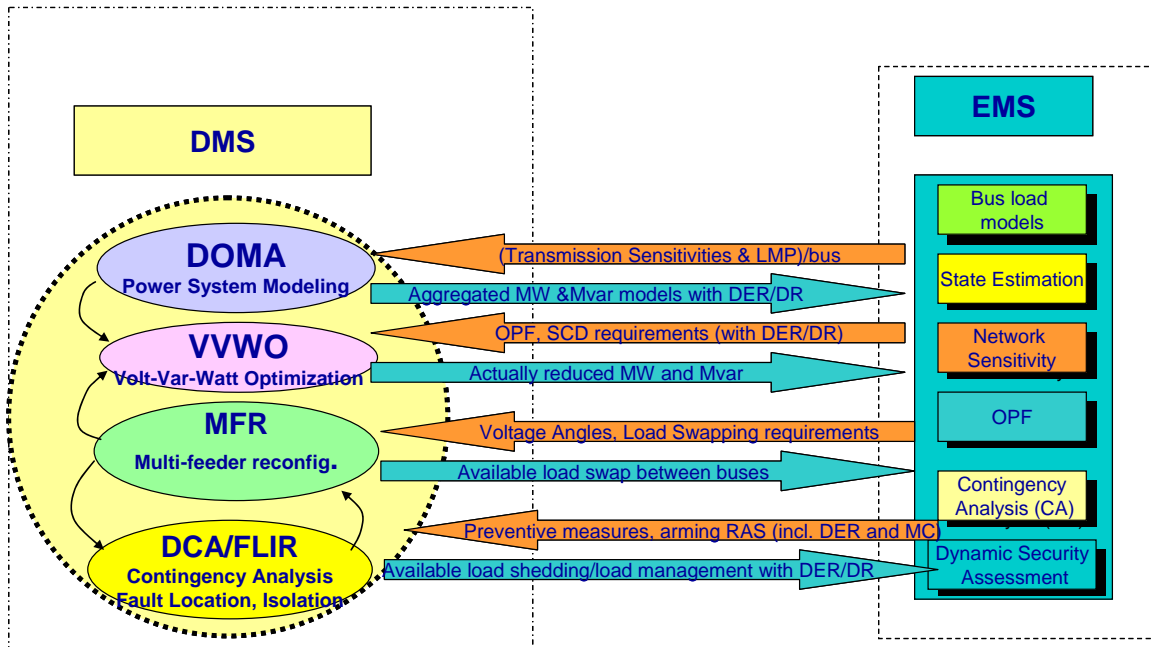 DMS
EMS
DOMA
Power System Modeling
VVWO
Volt-Var-Watt Optimization
MFR
Multi-feeder reconfig.
DCA/FLIR
Contingency Analysis
Fault Location, Isolation
(Transmission Sensitivities & LMP)/bus
Aggregated MW &Mvar models with DER/DR
OPF, SCD requirements (with DER/DR)
Actually reduced MW and Mvar
Voltage Angles, Load Swapping requirements
Available load swap between buses
Preventive measures, arming RAS (incl. DER and MC)
Available load shedding/load management with DER/DR
Bus load
models
State Estimation
Network
Sensitivity
OPF
Contingency
Analysis (CA)
Dynamic Security
Assessment